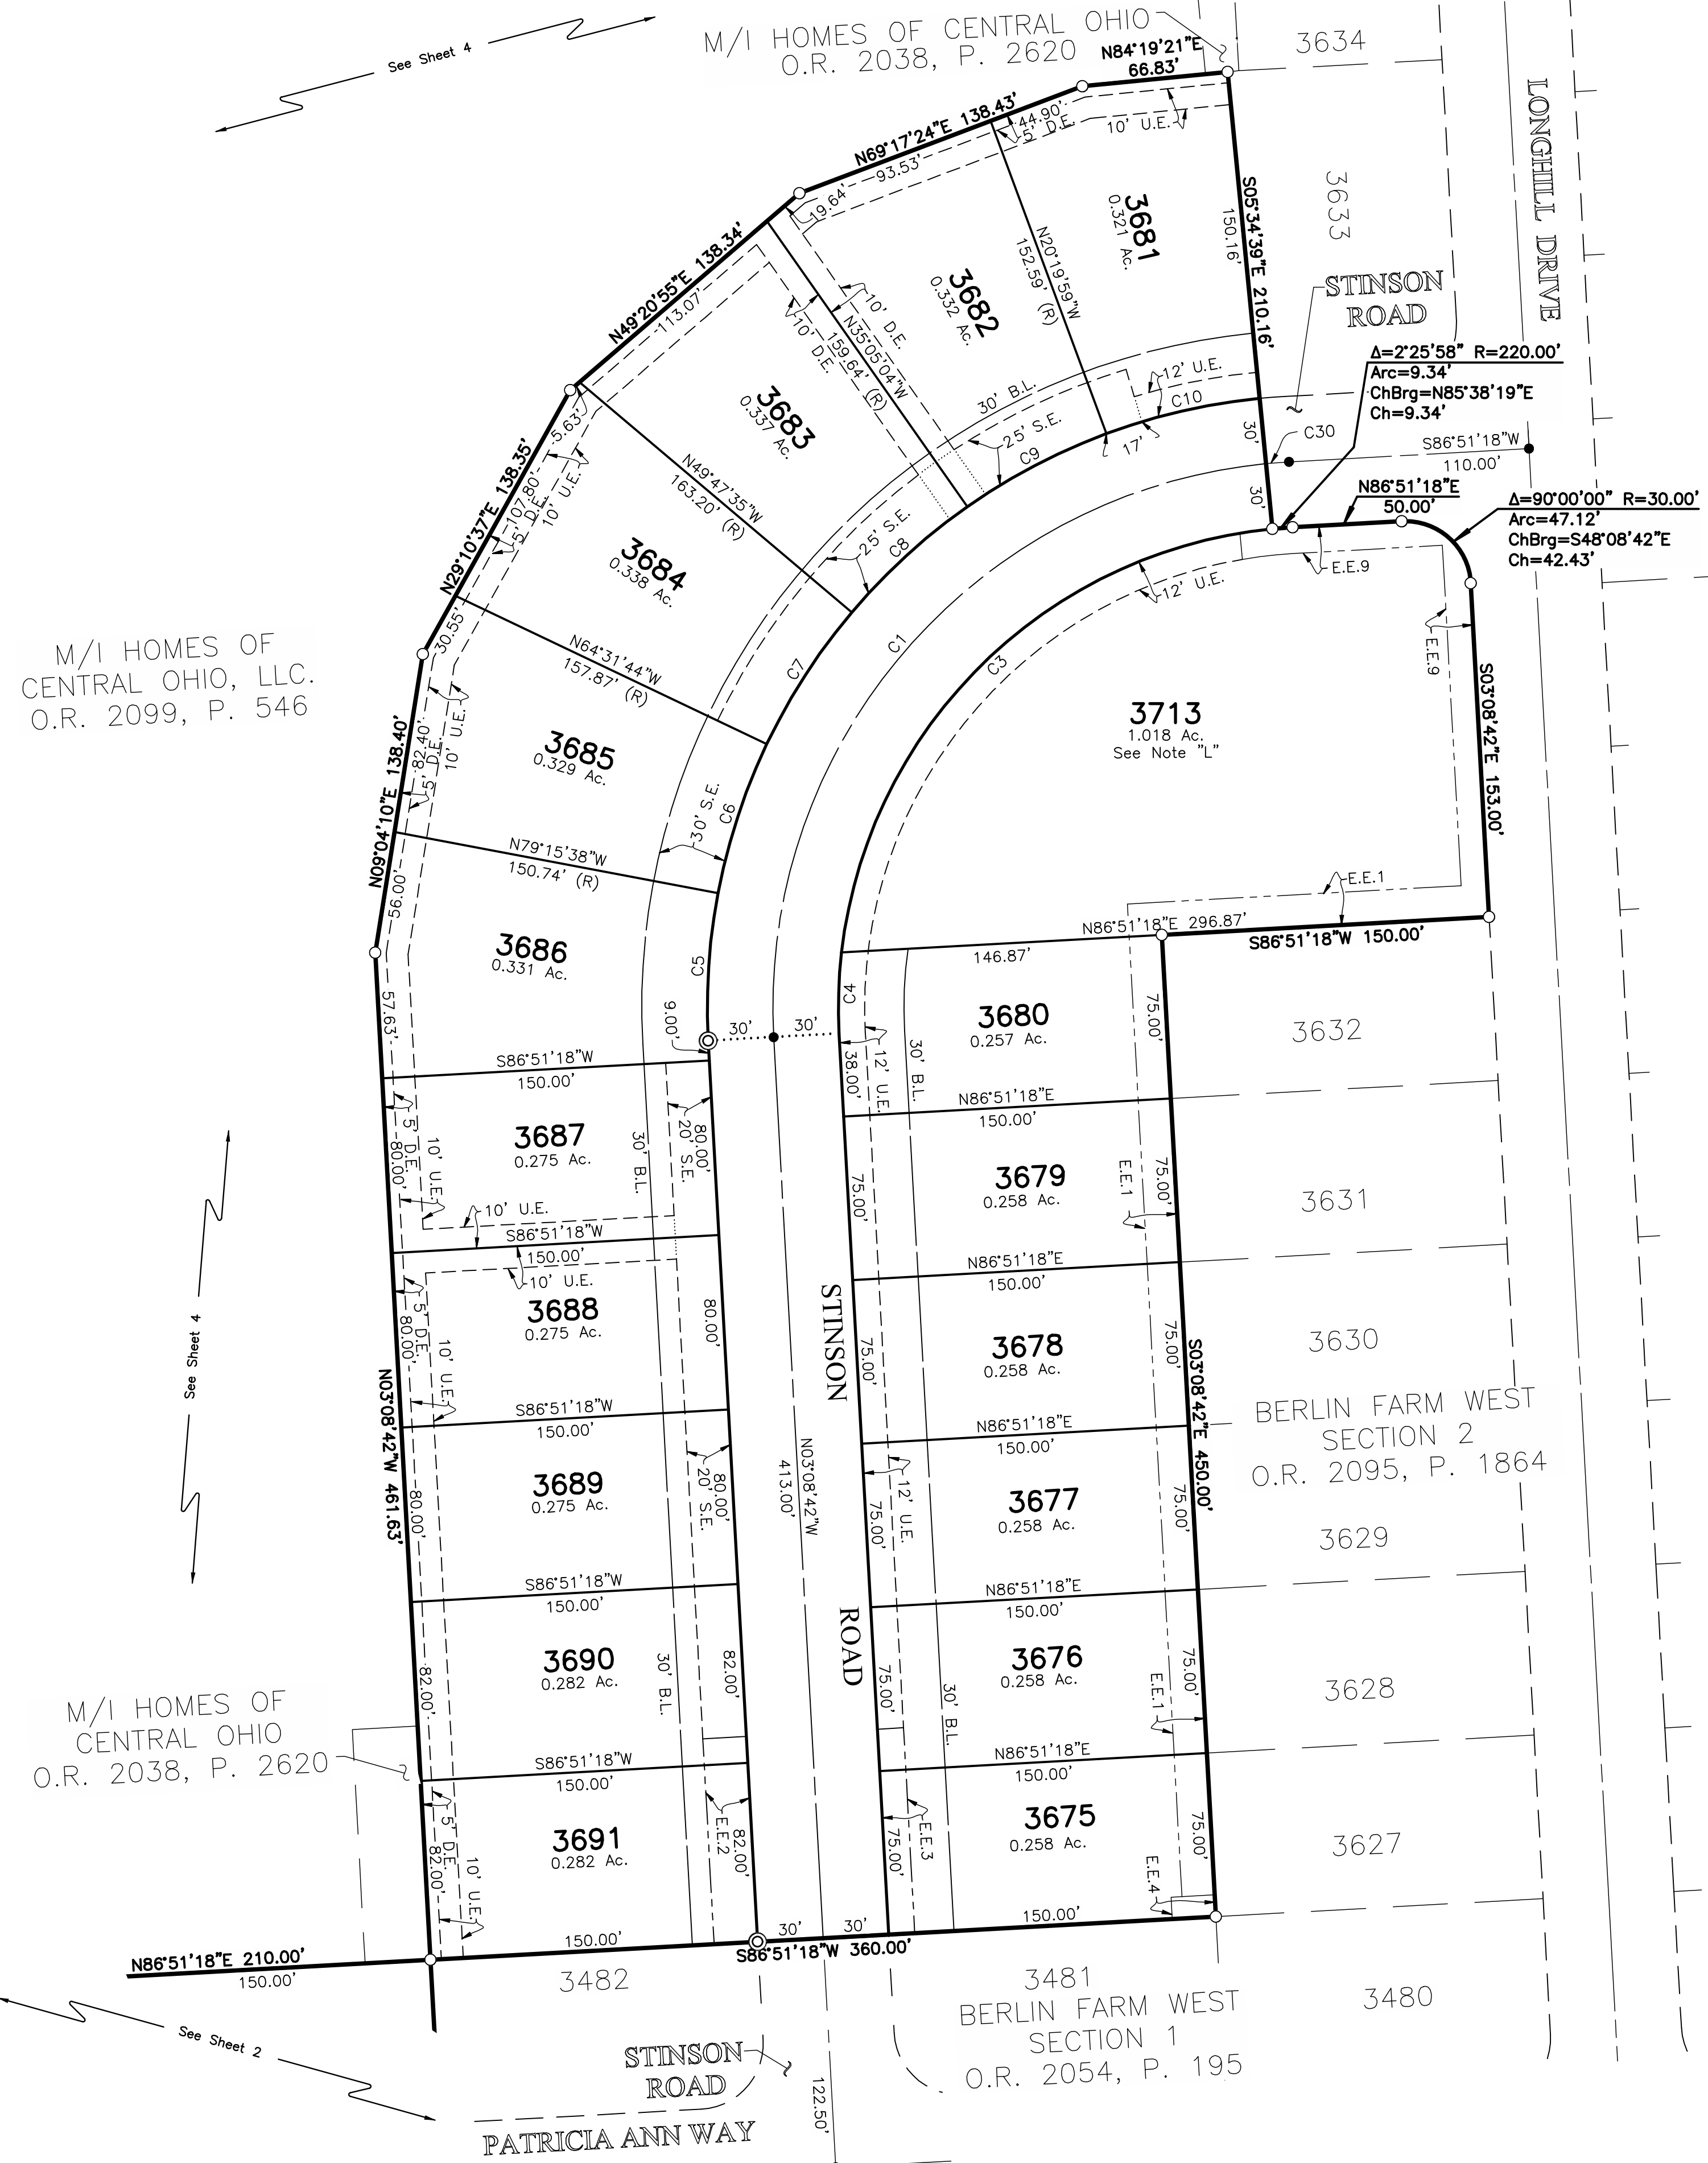 See Sheet 4
M/I HOMES OF CENTRAL OHIO
O.R. 2038, P. 2620
N84°19'21"E
66.83'
3634
LONGHILL DRIVE
N69°17'24"E 138.43'
44.90'
5' D.E.
10' U.E.
93.53'
19.64'
S05°34'39"E 210.16'
150.16'
3633
3681
0.321 Ac.
N20°19'59"W
152.59' (R)
3682
0.332 Ac.
STINSON
ROAD
N49°20'55"E 138.34'
113.07'
10' D.E.
10' D.E.
N35°05'04"W
159.64' (R)
3683
0.337 Ac.
30' B.L.
25' S.E.
12' U.E.
C10
C9
17'
30'
30'
C30
Δ=2°25'58" R=220.00'
Arc=9.34'
ChBrg=N85°38'19"E
Ch=9.34'
S86°51'18"W
110.00'
N86°51'18"E
50.00'
Δ=90°00'00" R=30.00'
Arc=47.12'
ChBrg=S48°08'42"E
Ch=42.43'
N29°10'37"E 138.35'
5.63'
107.80'
5' D.E.
10' U.E.
N49°47'35"W
163.20' (R)
25' S.E.
C8
3684
0.338 Ac.
12' U.E.
E.E.9
E.E.9
30.55'
N64°31'44"W
157.87' (R)
C7
C1
C3
M/I HOMES OF
CENTRAL OHIO, LLC.
O.R. 2099, P. 546
3713
1.018 Ac.
See Note "L"
S03°08'42"E 153.00'
N09°04'10"E 138.40'
82.40'
5' D.E.
10' U.E.
3685
0.329 Ac.
30' S.E.
C6
N79°15'38"W
150.74' (R)
56.00'
E.E.1
N86°51'18"E 296.87'
S86°51'18"W 150.00'
146.87'
3686
0.331 Ac.
C5
C4
57.63'
9.00'
30'
30'
3680
0.257 Ac.
75.00'
3632
38.00'
12' U.E.
30' B.L.
S86°51'18"W
150.00'
N86°51'18"E
150.00'
3687
0.275 Ac.
80.00'
5' D.E.
10' U.E.
30' B.L.
80.00'
20' S.E.
10' U.E.
3679
0.258 Ac.
75.00'
E.E.1
75.00'
3631
S86°51'18"W
150.00'
10' U.E.
N86°51'18"E
150.00'
See Sheet 4
3688
0.275 Ac.
5' D.E.
80.00'
10' U.E.
80.00'
STINSON
75.00'
3678
0.258 Ac.
75.00'
3630
S03°08'42"E 450.00'
N03°08'42"W 461.63'
S86°51'18"W
150.00'
N86°51'18"E
150.00'
BERLIN FARM WEST
SECTION 2
O.R. 2095, P. 1864
3689
0.275 Ac.
80.00'
80.00'
20' S.E.
N03°08'42"W
413.00'
75.00'
12' U.E.
3677
0.258 Ac.
75.00'
3629
S86°51'18"W
150.00'
N86°51'18"E
150.00'
ROAD
3690
0.282 Ac.
82.00'
30' B.L.
82.00'
75.00'
30' B.L.
3676
0.258 Ac.
E.E.1
75.00'
3628
M/I HOMES OF
CENTRAL OHIO
O.R. 2038, P. 2620
S86°51'18"W
150.00'
N86°51'18"E
150.00'
3691
0.282 Ac.
5' D.E.
82.00'
10' U.E.
E.E.2
82.00'
75.00'
E.E.3
3675
0.258 Ac.
E.E.4
75.00'
3627
150.00'
30'
30'
150.00'
S86°51'18"W 360.00'
N86°51'18"E 210.00'
150.00'
3482
3481
3480
BERLIN FARM WEST
SECTION 1
O.R. 2054, P. 195
See Sheet 2
STINSON
ROAD
122.50'
PATRICIA ANN WAY